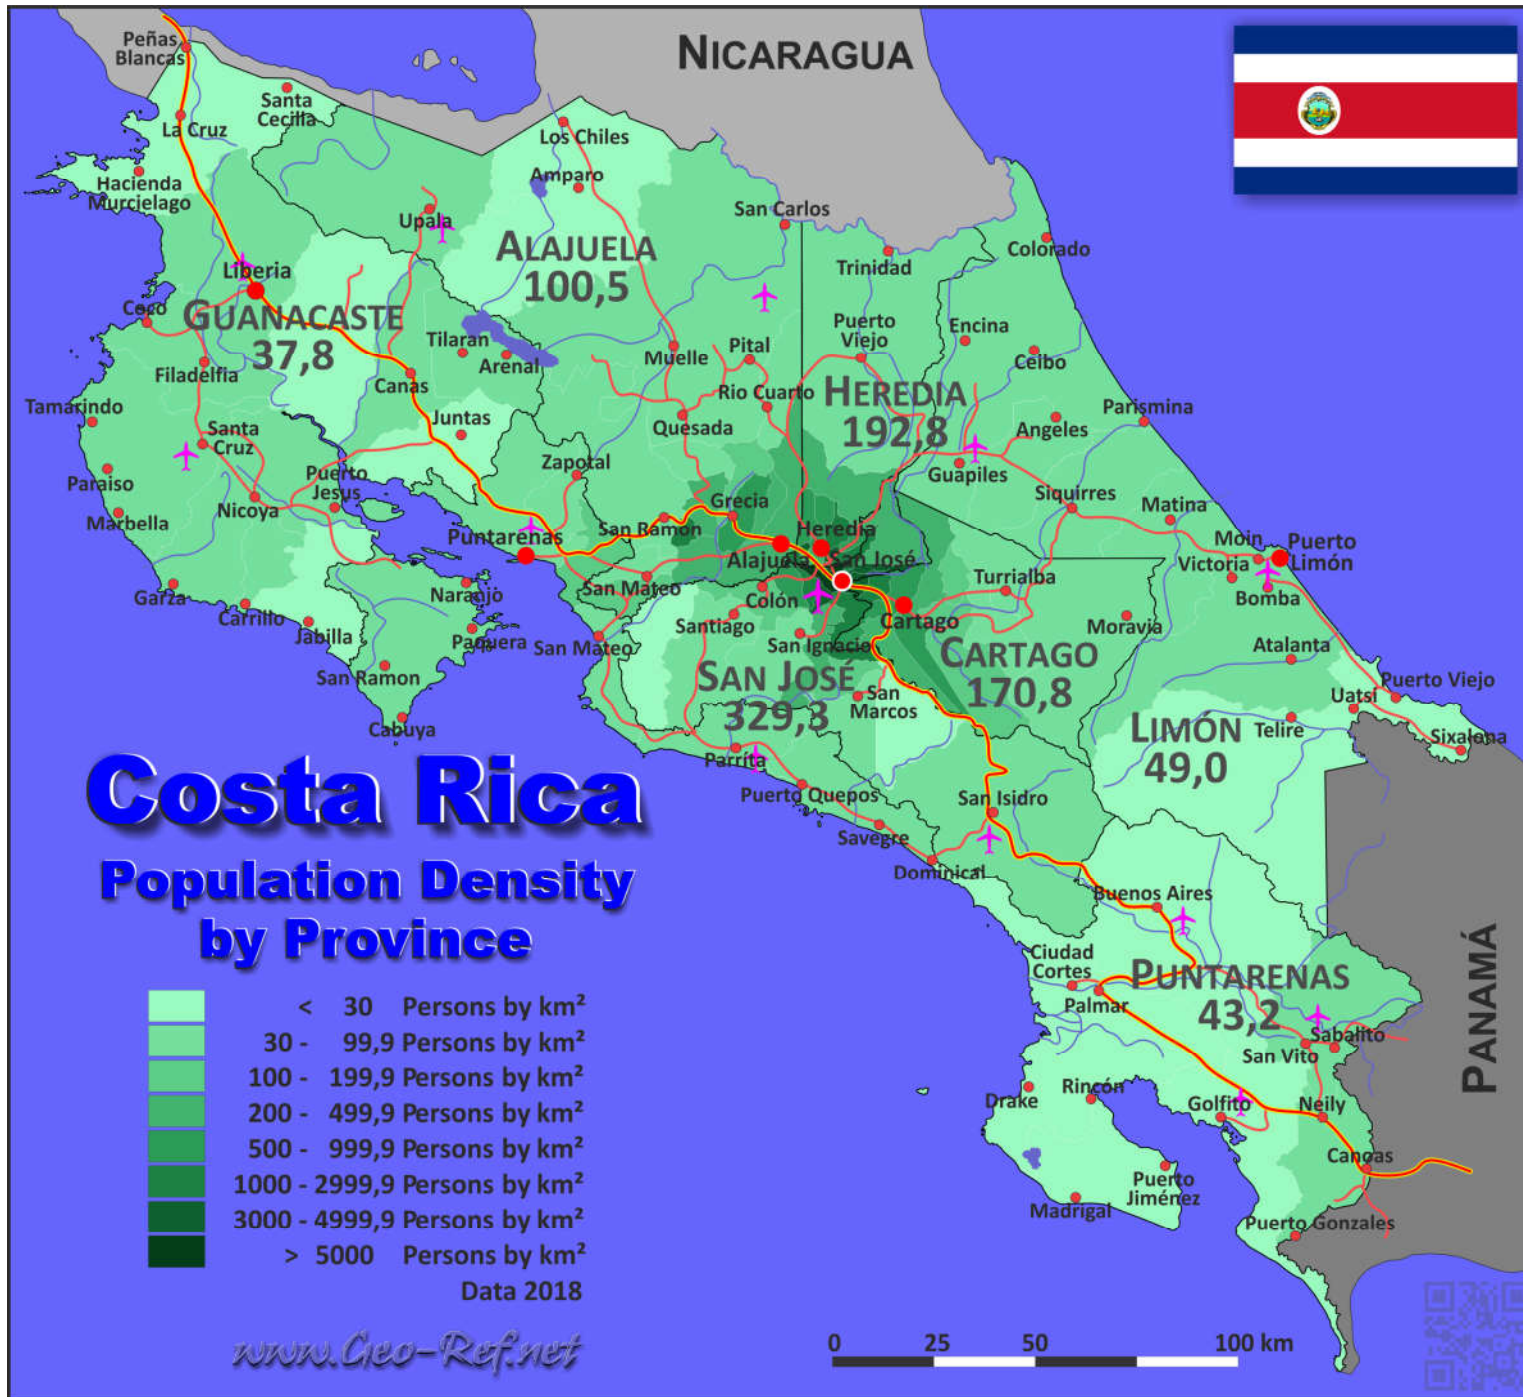 NICARAGUA
Peñas
Blancas
Santa
Cecilla
La Cruz
Los Chiles
Hacienda
Murcielago
Amparo
Upala
San Carlos
Colorado
ALAJUELA
100,5
Trinidad
Liberia
Coco
GUANACASTE
37,8
Tilaran
Arenal
Muelle
Pital
Puerto
Viejo
Encina
Ceibo
Filadelfia
Canas
Rio Cuarto
HEREDIA
192,8
Tamarindo
Juntas
Quesada
Angeles
Parismina
Santa
Cruz
Zapotal
Guapiles
Paraiso
Puerto
Jesus
Siquirres
Matina
Marbella
Nicoya
San Ramon
Grecia
Heredia
Moin
Puerto
Limón
Puntarenas
Alajuela
San José
Victoria
Turrialba
Bomba
Garza
Carrillo
Naranjo
San Mateo
Colón
Cartago
Jabilla
Paquera
San Mateo
Santiago
San Ignacio
Moravia
Atalanta
San Ramon
SAN JOSÉ
329,3
San
Marcos
CARTAGO
170,8
Puerto Viejo
Uatsi
Cabuya
LIMÓN
49,0
Telire
Sixalona
Parrita
Costa Rica
Puerto Quepos
San Isidro
Savegre
Dominical
Population Density
by Province
Buenos Aires
Ciudad
Cortes
Palmar
PUNTARENAS
43,2
PANAMÁ
Sabalito
San Vito
Drake
Rincón
Golfito
Neily
Canoas
Puerto
Jiménez
Madrigal
Puerto Gonzales
< 30 Persons by km²
30 - 99,9 Persons by km²
100 - 199,9 Persons by km²
200 - 499,9 Persons by km²
500 - 999,9 Persons by km²
1000 - 2999,9 Persons by km²
3000 - 4999,9 Persons by km²
> 5000 Persons by km²
Data 2018
www.Geo-Ref.net
0 25 50 100 km